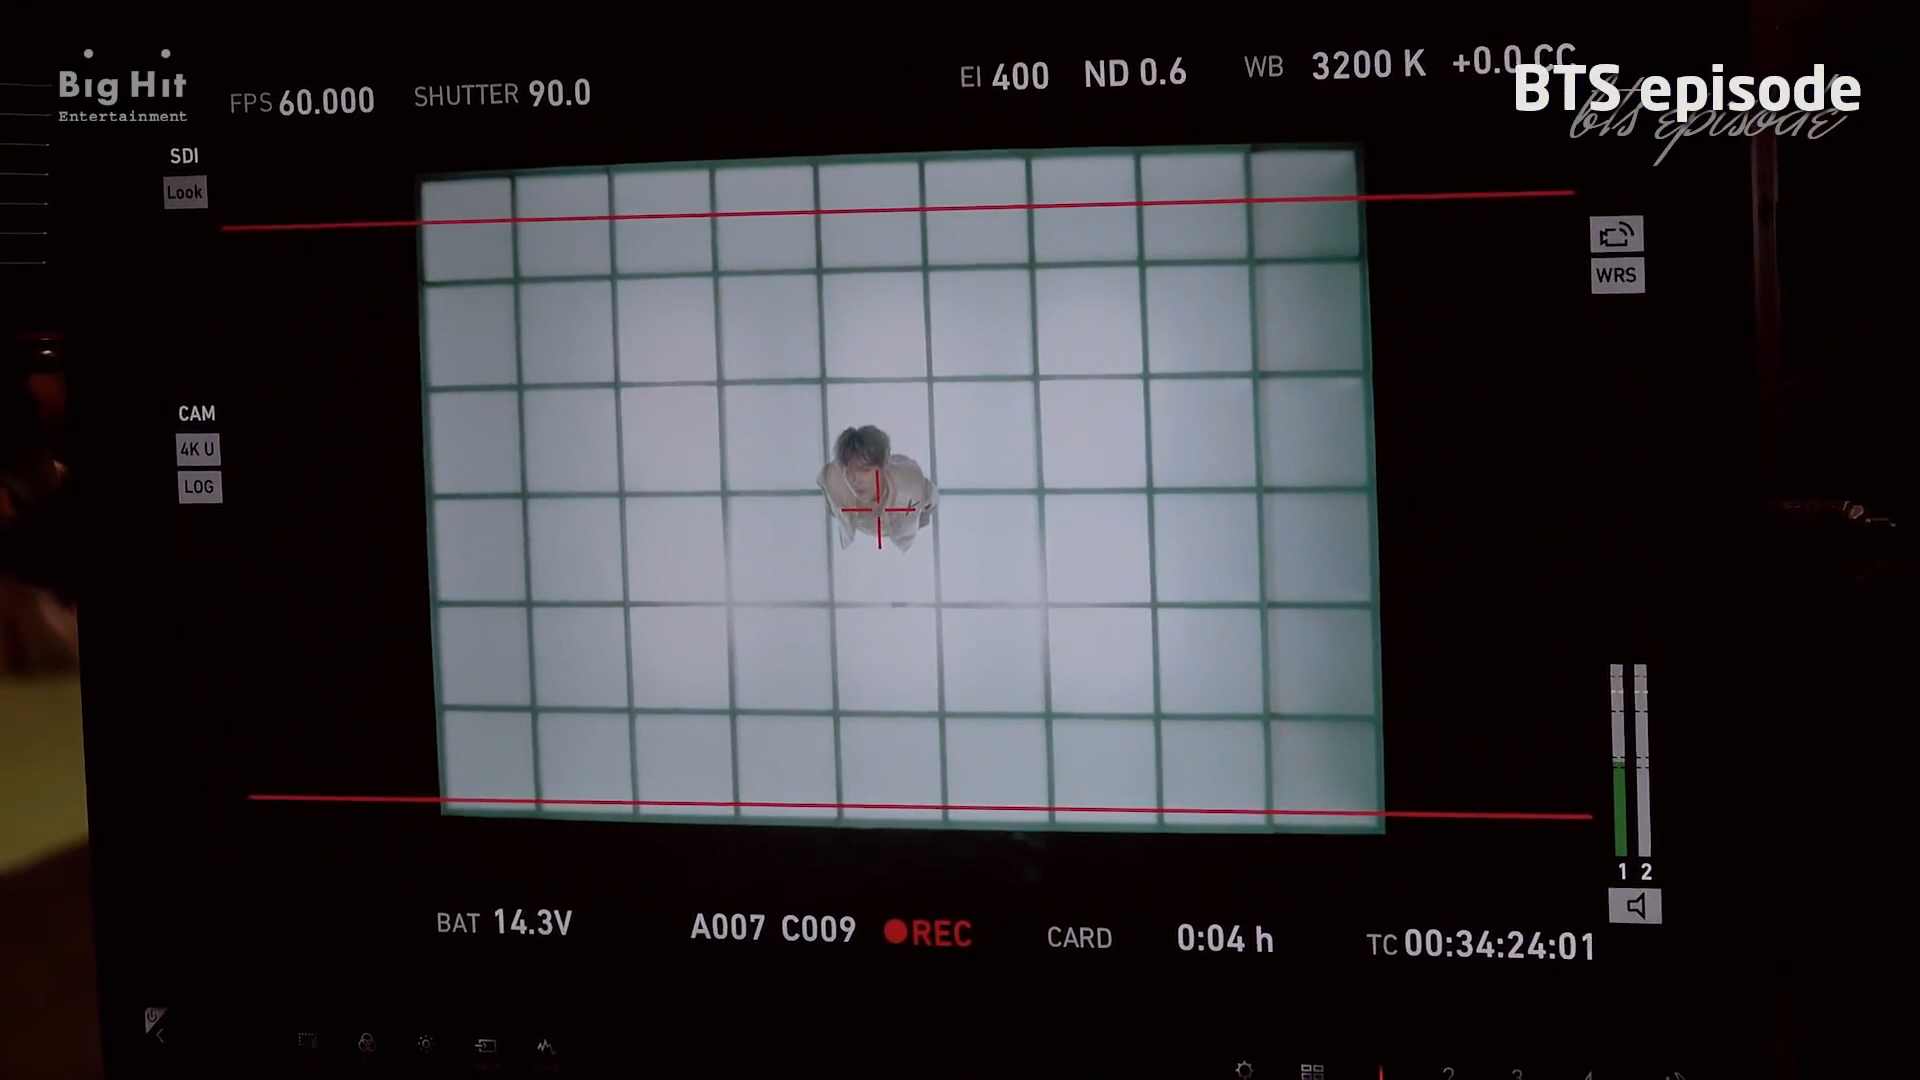 Big Hit
Entertainment
FPS 60.000 SHUTTER 90.0 EI 400 ND 0.6 WB 3200 K +0.0 CC
BTS episode
bts episode
SDI
Look
WRS
CAM
4K U
LOG
1 2
BAT 14.3V A007 C009 REC CARD 0:04 h TC 00:34:24:01